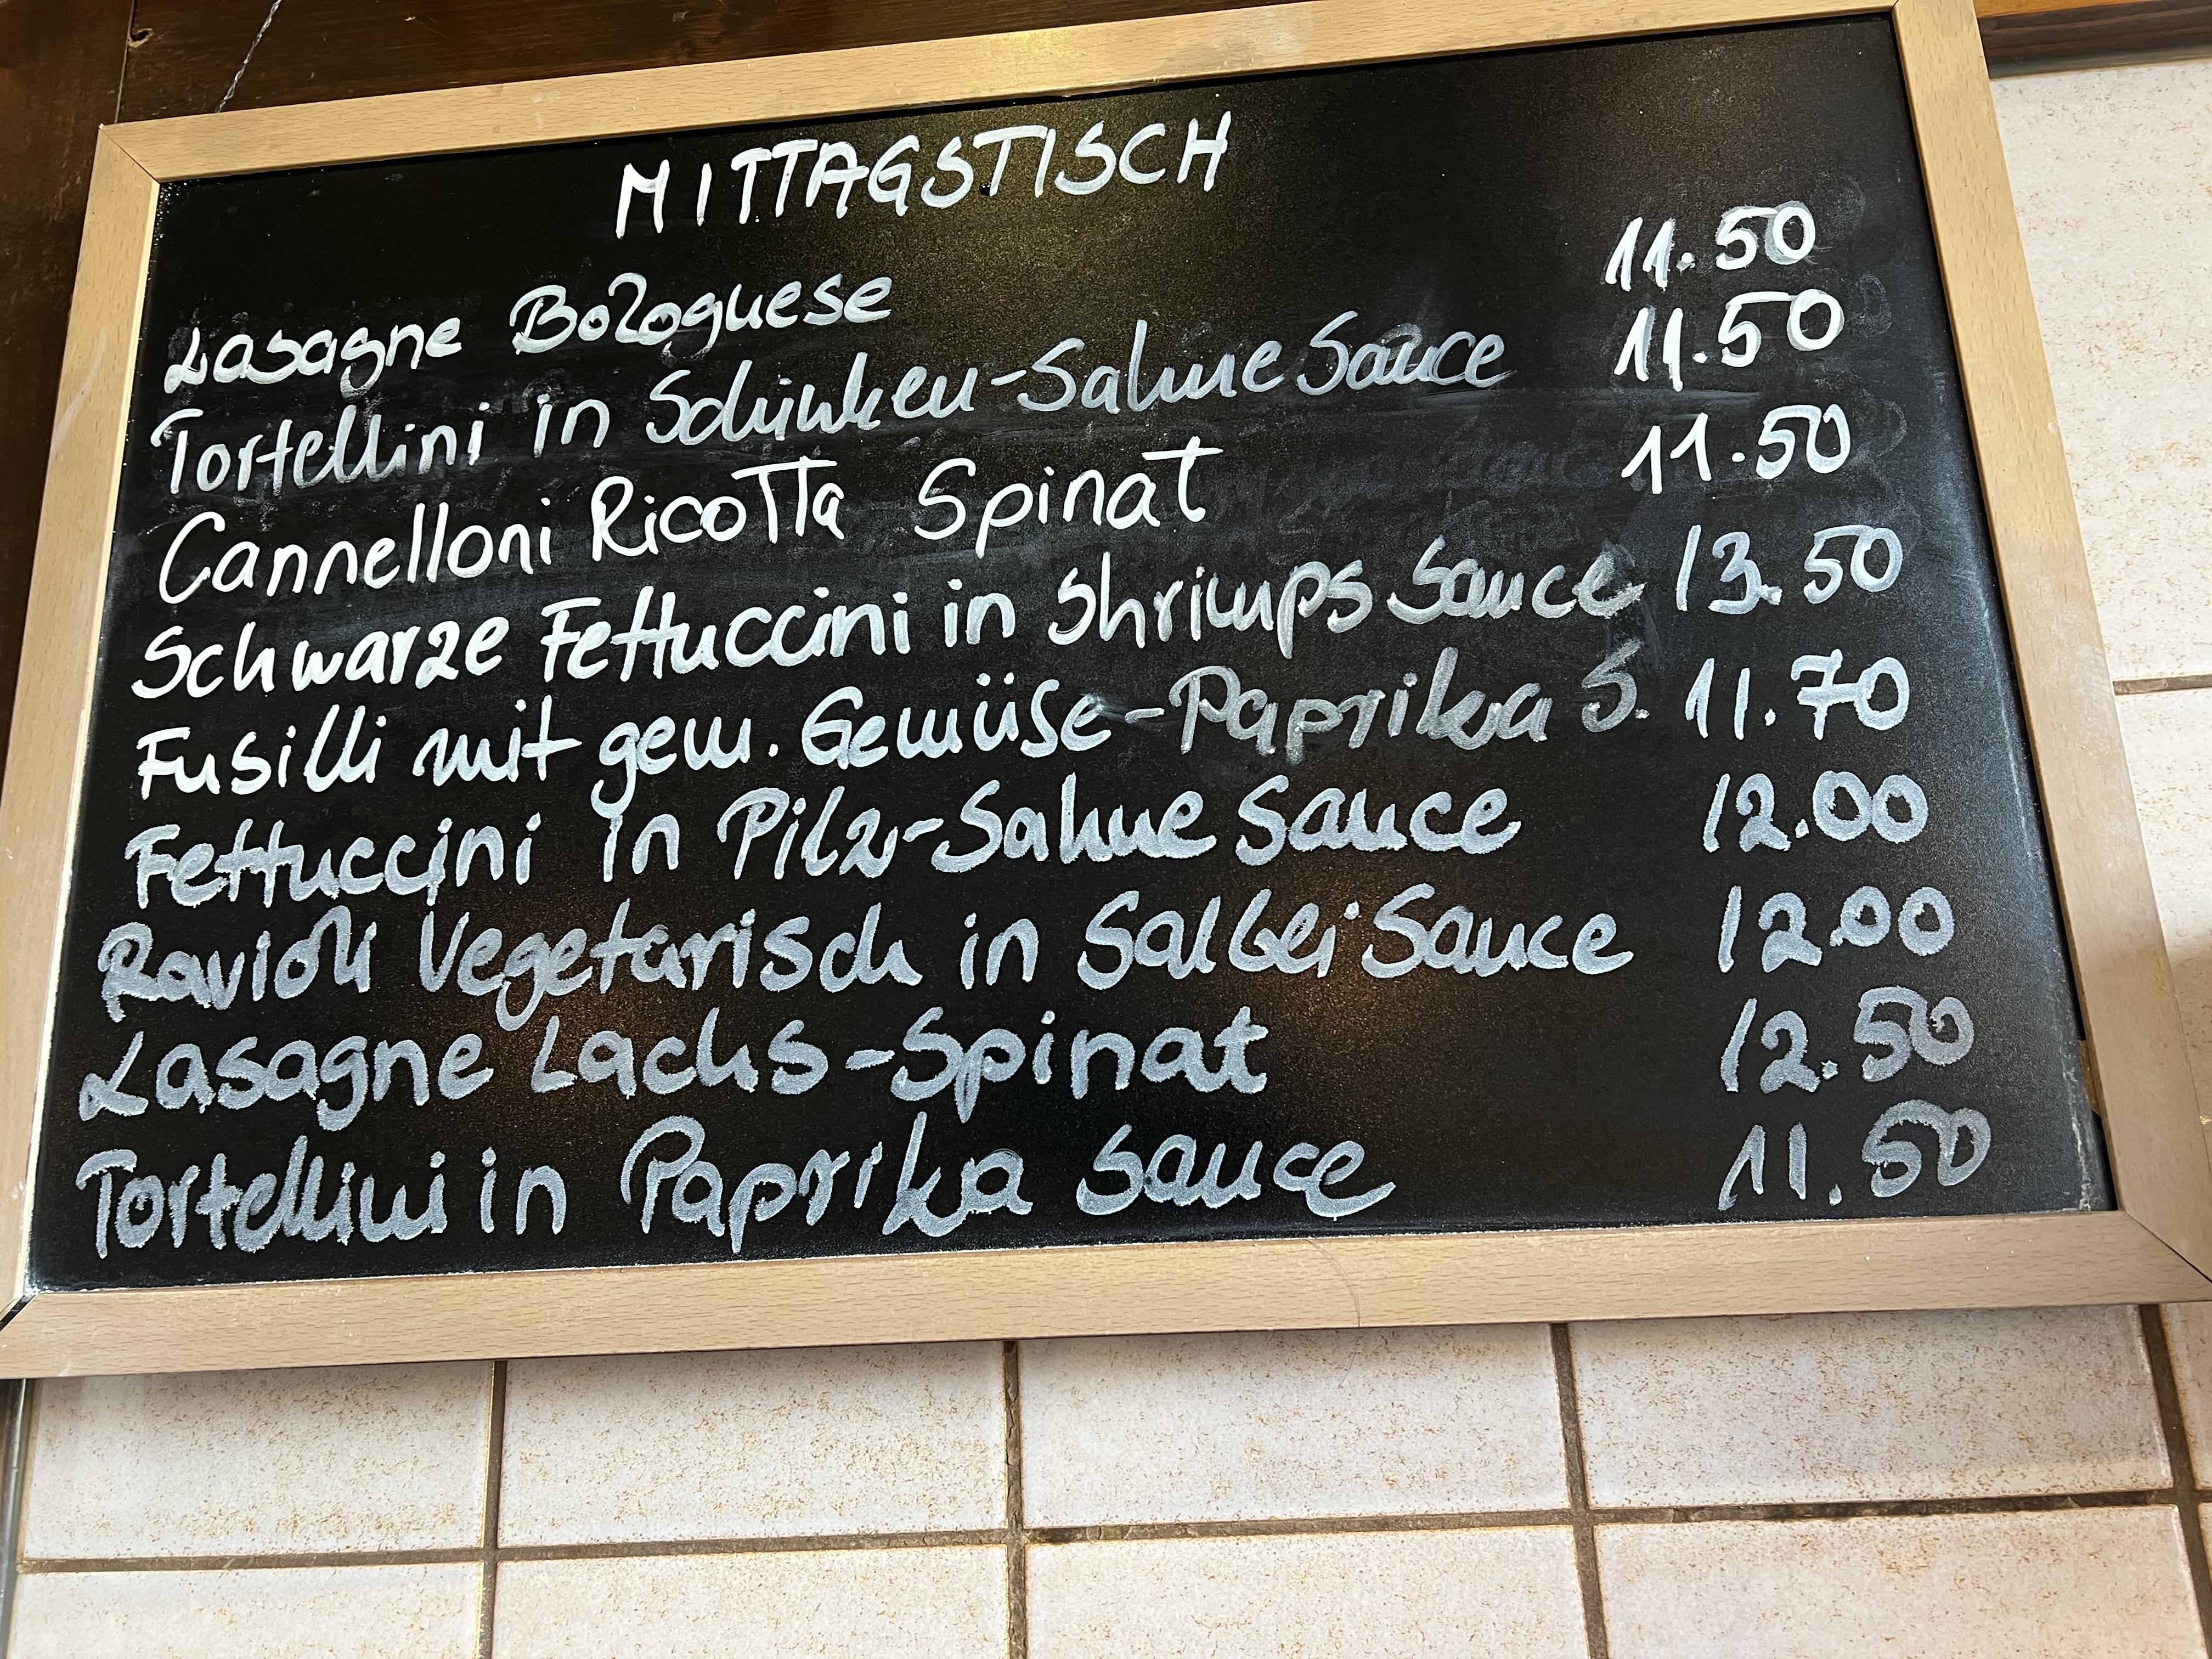 MITTAGSTISCH
Lasagne Bolognese 11.50
Tortellini in Schinken-Sahne Sauce 11.50
Cannelloni Ricotta Spinat 11.50
Schwarze Fettuccini in Shrimps Sauce 13.50
Fusilli mit gem. Gemüse-Paprika S. 11.70
Fettuccini in Pilz-Sahne Sauce 12.00
Ravioli Vegetarisch in Salbei Sauce 12.00
Lasagne Lachs-Spinat 12.50
Tortellini in Paprika Sauce 11.50